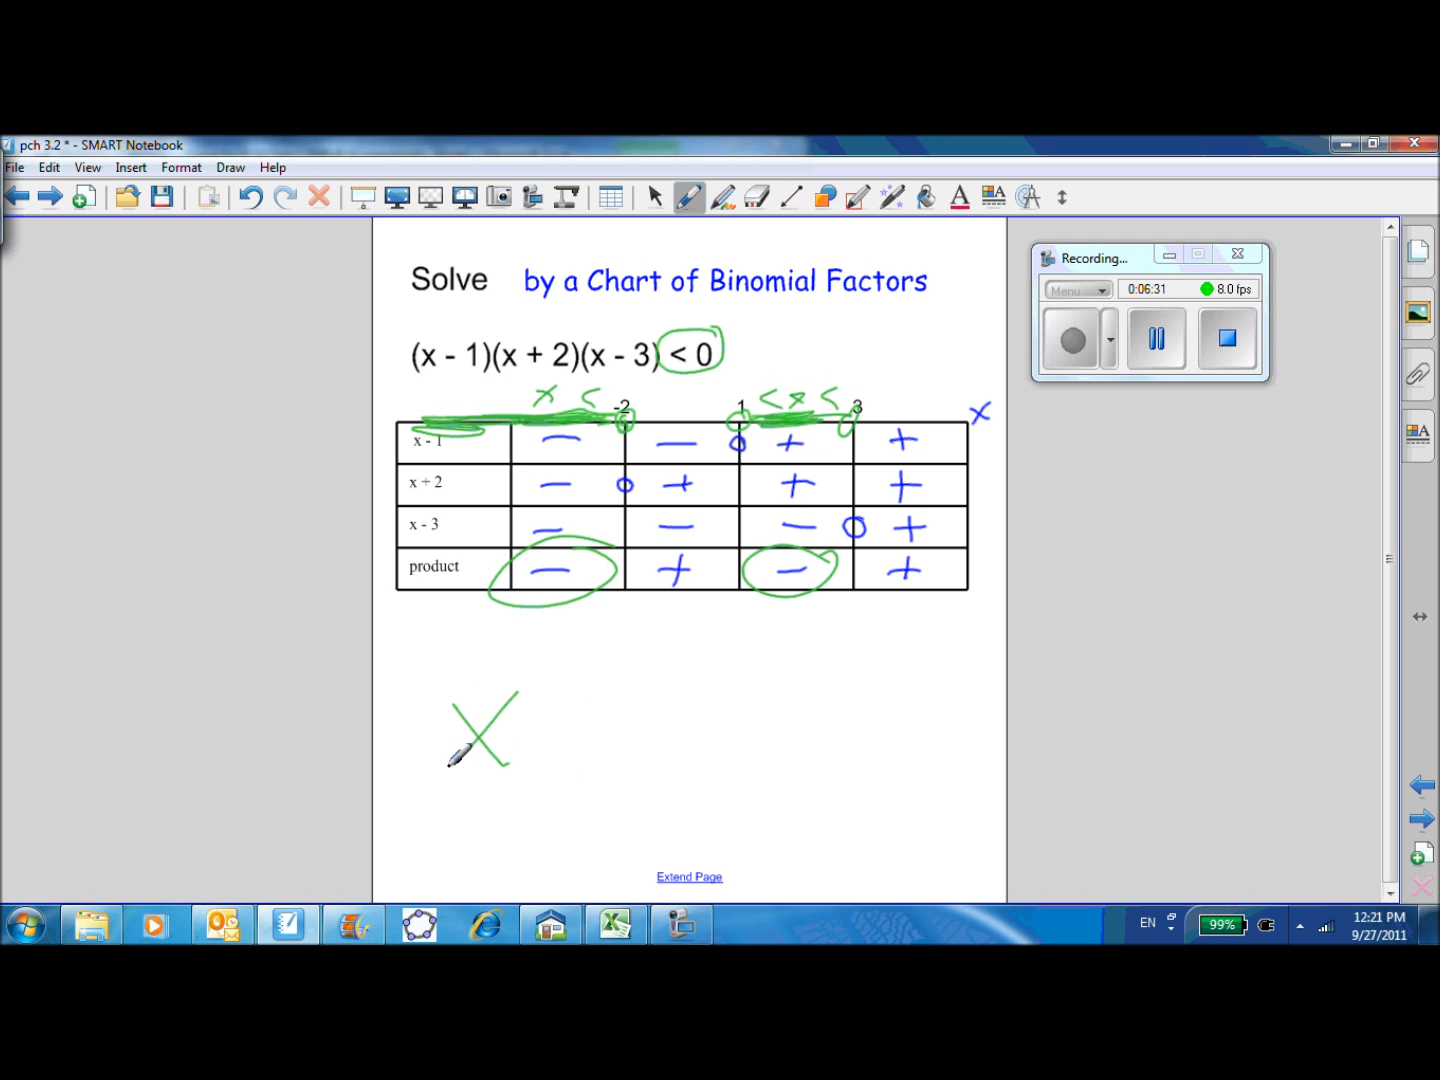 pch 3.2 * - SMART Notebook
File Edit View Insert Format Draw Help
Recording...
Menu 0:06:31 8.0 fps
Solve by a Chart of Binomial Factors
(x - 1)(x + 2)(x - 3) < 0
x < -2 1 < x < 3 x
x - 1 − − 0 + +
x + 2 − 0 + + +
x - 3 − − − 0 +
product − + − +
x
Extend Page
EN 99% 12:21 PM
9/27/2011